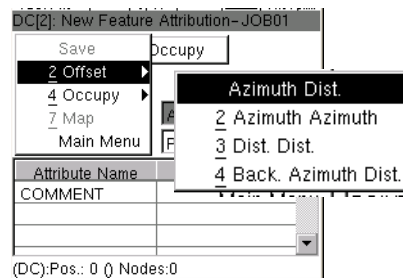 DC[2]: New Feature Attribution-JOB01
Save
Occupy
2 Offset
4 Occupy
7 Map
Main Menu
Azimuth Dist.
2 Azimuth Azimuth
3 Dist. Dist.
4 Back. Azimuth Dist.
Attribute Name
COMMENT
(DC):Pos.: 0 () Nodes:0